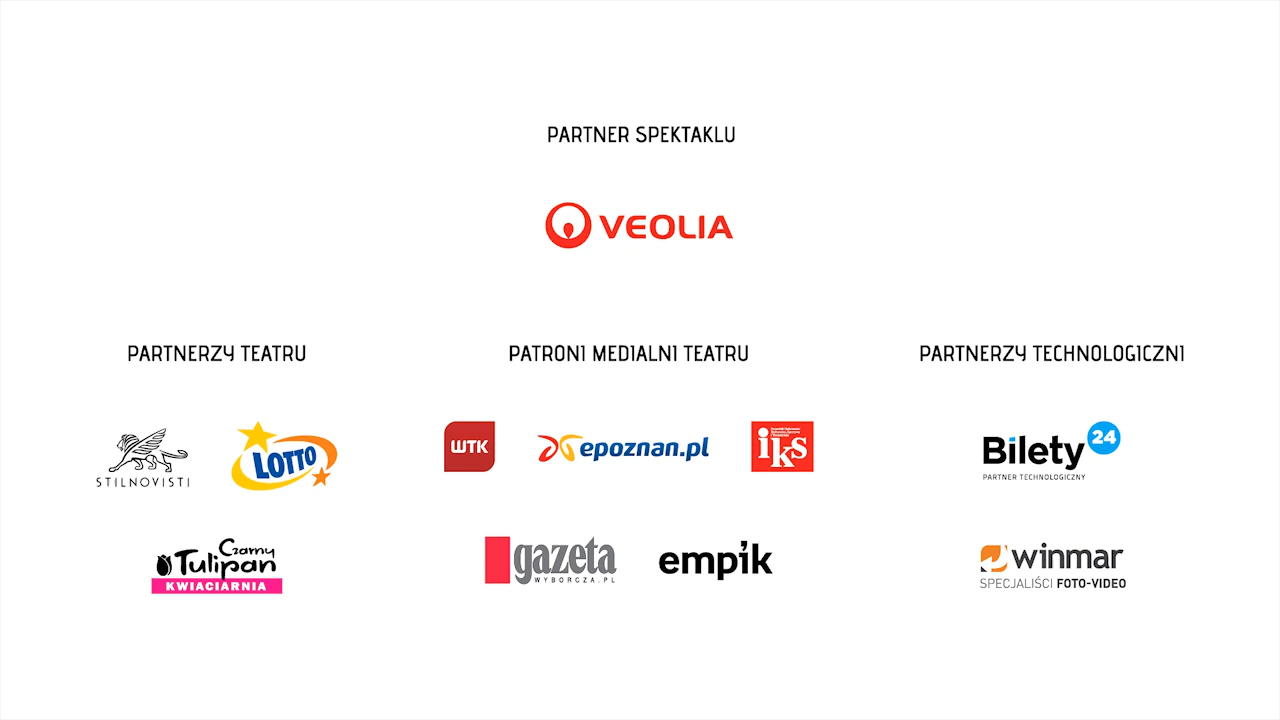 PARTNER SPEKTAKLU
VEOLIA
PARTNERZY TEATRU
STILNOVISTI
LOTTO
Czarny
Tulipan
KWIACIARNIA
PATRONI MEDIALNI TEATRU
WTK
epoznan.pl
iks
gazeta
WYBORCZA.PL
empik
PARTNERZY TECHNOLOGICZNI
Bilety 24
PARTNER TECHNOLOGICZNY
winmar
SPECJALIŚCI FOTO-VIDEO